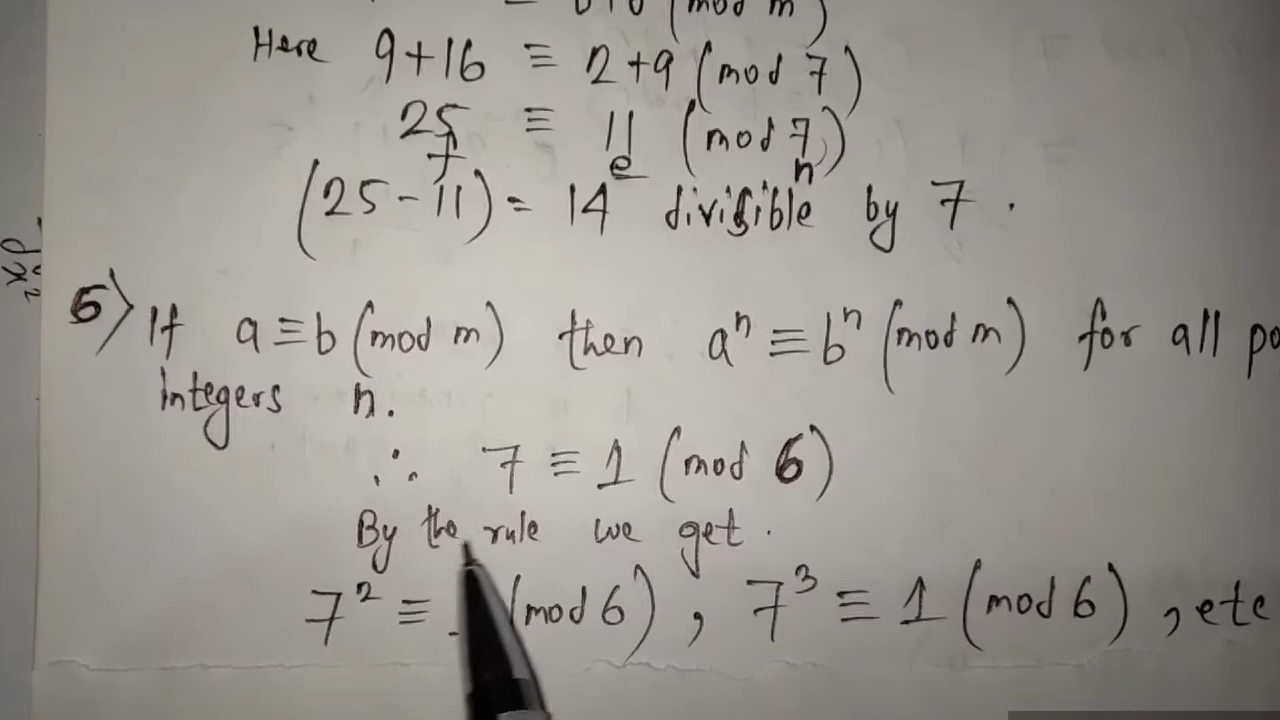 (mod m)
Here 9+16 ≡ 2+9 (mod 7)
25 ≡ 11 (mod 7)
(25-11) = 14 divisible by 7 .
5) If a≡b (mod m) then aⁿ ≡ bⁿ (mod m) for all po
integers n.
∴ 7 ≡ 1 (mod 6)
By the rule we get .
7² ≡ (mod 6) , 7³ ≡ 1 (mod 6) , etc